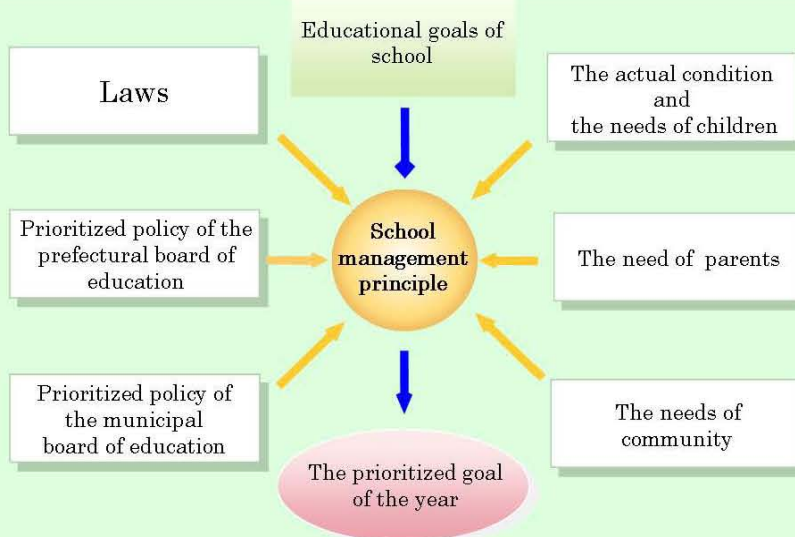 Educational goals of
school
Laws
The actual condition
and
the needs of children
Prioritized policy of the
prefectural board of
education
School
management
principle
The need of parents
Prioritized policy of
the municipal
board of education
The needs of
community
The prioritized goal
of the year